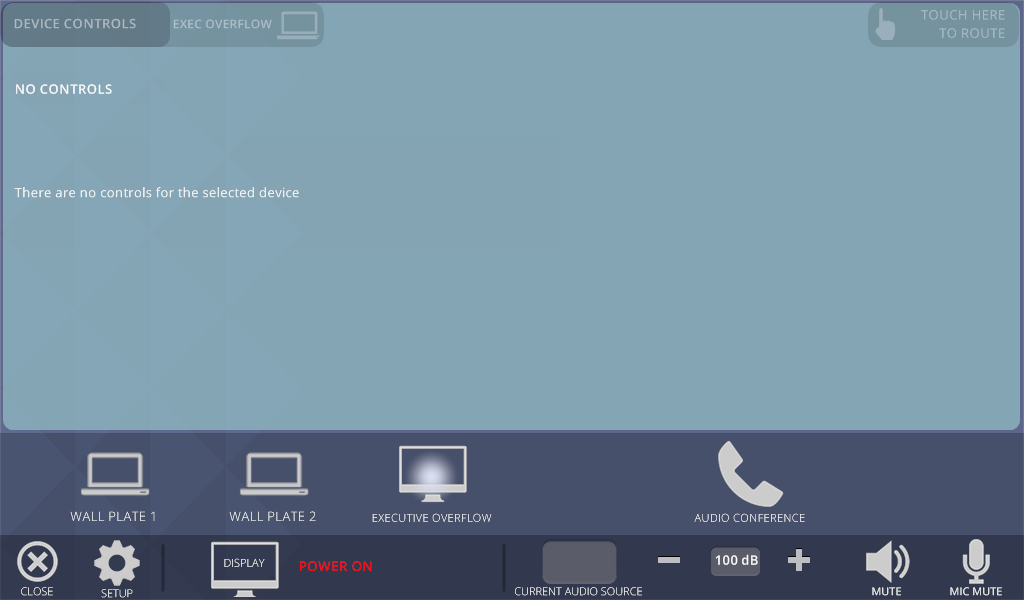 DEVICE CONTROLS
EXEC OVERFLOW
TOUCH HERE
TO ROUTE
NO CONTROLS
There are no controls for the selected device
WALL PLATE 1
WALL PLATE 2
EXECUTIVE OVERFLOW
AUDIO CONFERENCE
CLOSE
SETUP
DISPLAY
POWER ON
CURRENT AUDIO SOURCE
100 dB
MUTE
MIC MUTE